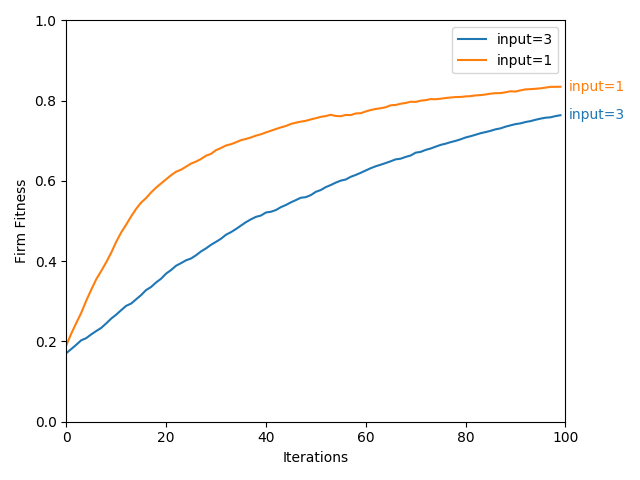 1.0
0.8
0.6
0.4
0.2
0.0
Firm Fitness
input=3
input=1
input=1
input=3
0 20 40 60 80 100
Iterations